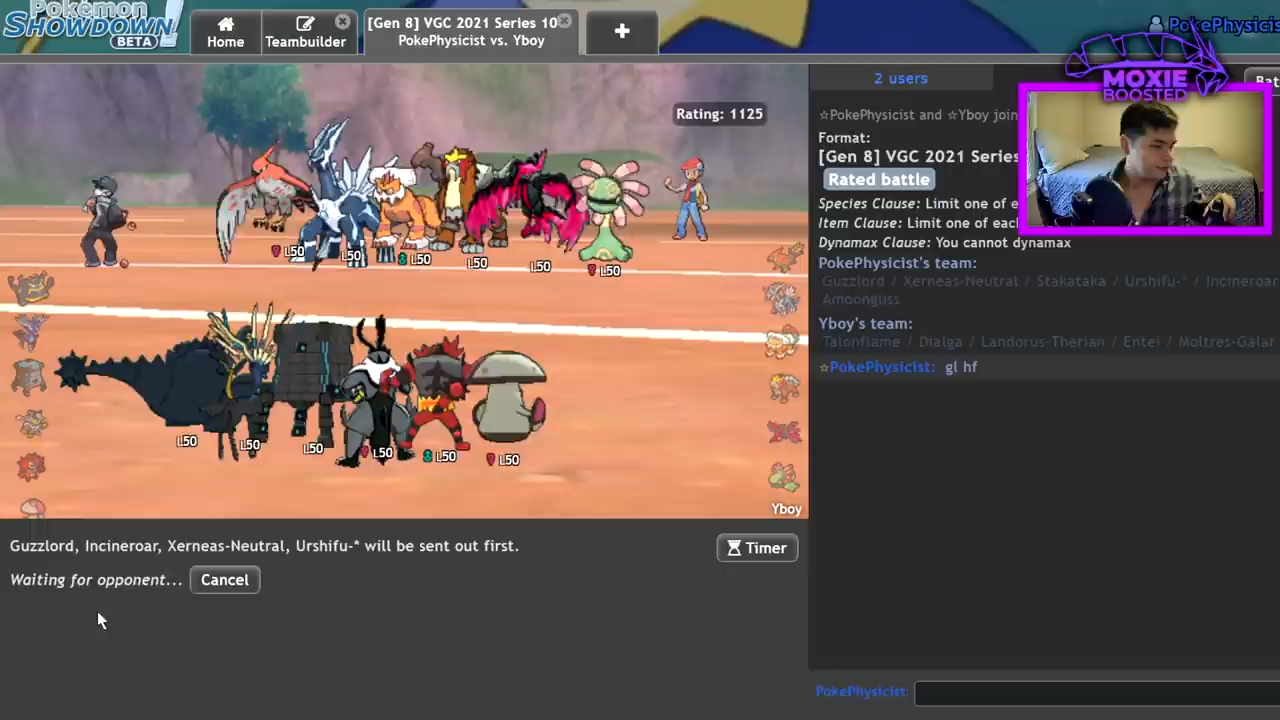 Pokémon
SHOWDOWN!
BETA
Home
Teambuilder
[Gen 8] VGC 2021 Series 10
PokePhysicist vs. Yboy
+
PokePhysicis
MOXIE
BOOSTED
Bat
2 users
Rating: 1125
☆PokePhysicist and ☆Yboy join
Format:
[Gen 8] VGC 2021 Series
Rated battle
Species Clause: Limit one of e
Item Clause: Limit one of each
Dynamax Clause: You cannot dynamax
PokePhysicist's team:
Guzzlord / Xerneas-Neutral / Stakataka / Urshifu-* / Incineroar
Amoonguss
Yboy's team:
Talonflame / Dialga / Landorus-Therian / Entei / Moltres-Galar
☆PokePhysicist: gl hf
L50
L50
L50
L50
L50
L50
L50
L50
L50
L50
L50
L50
Yboy
Guzzlord, Incineroar, Xerneas-Neutral, Urshifu-* will be sent out first.
Timer
Waiting for opponent...
Cancel
PokePhysicist: